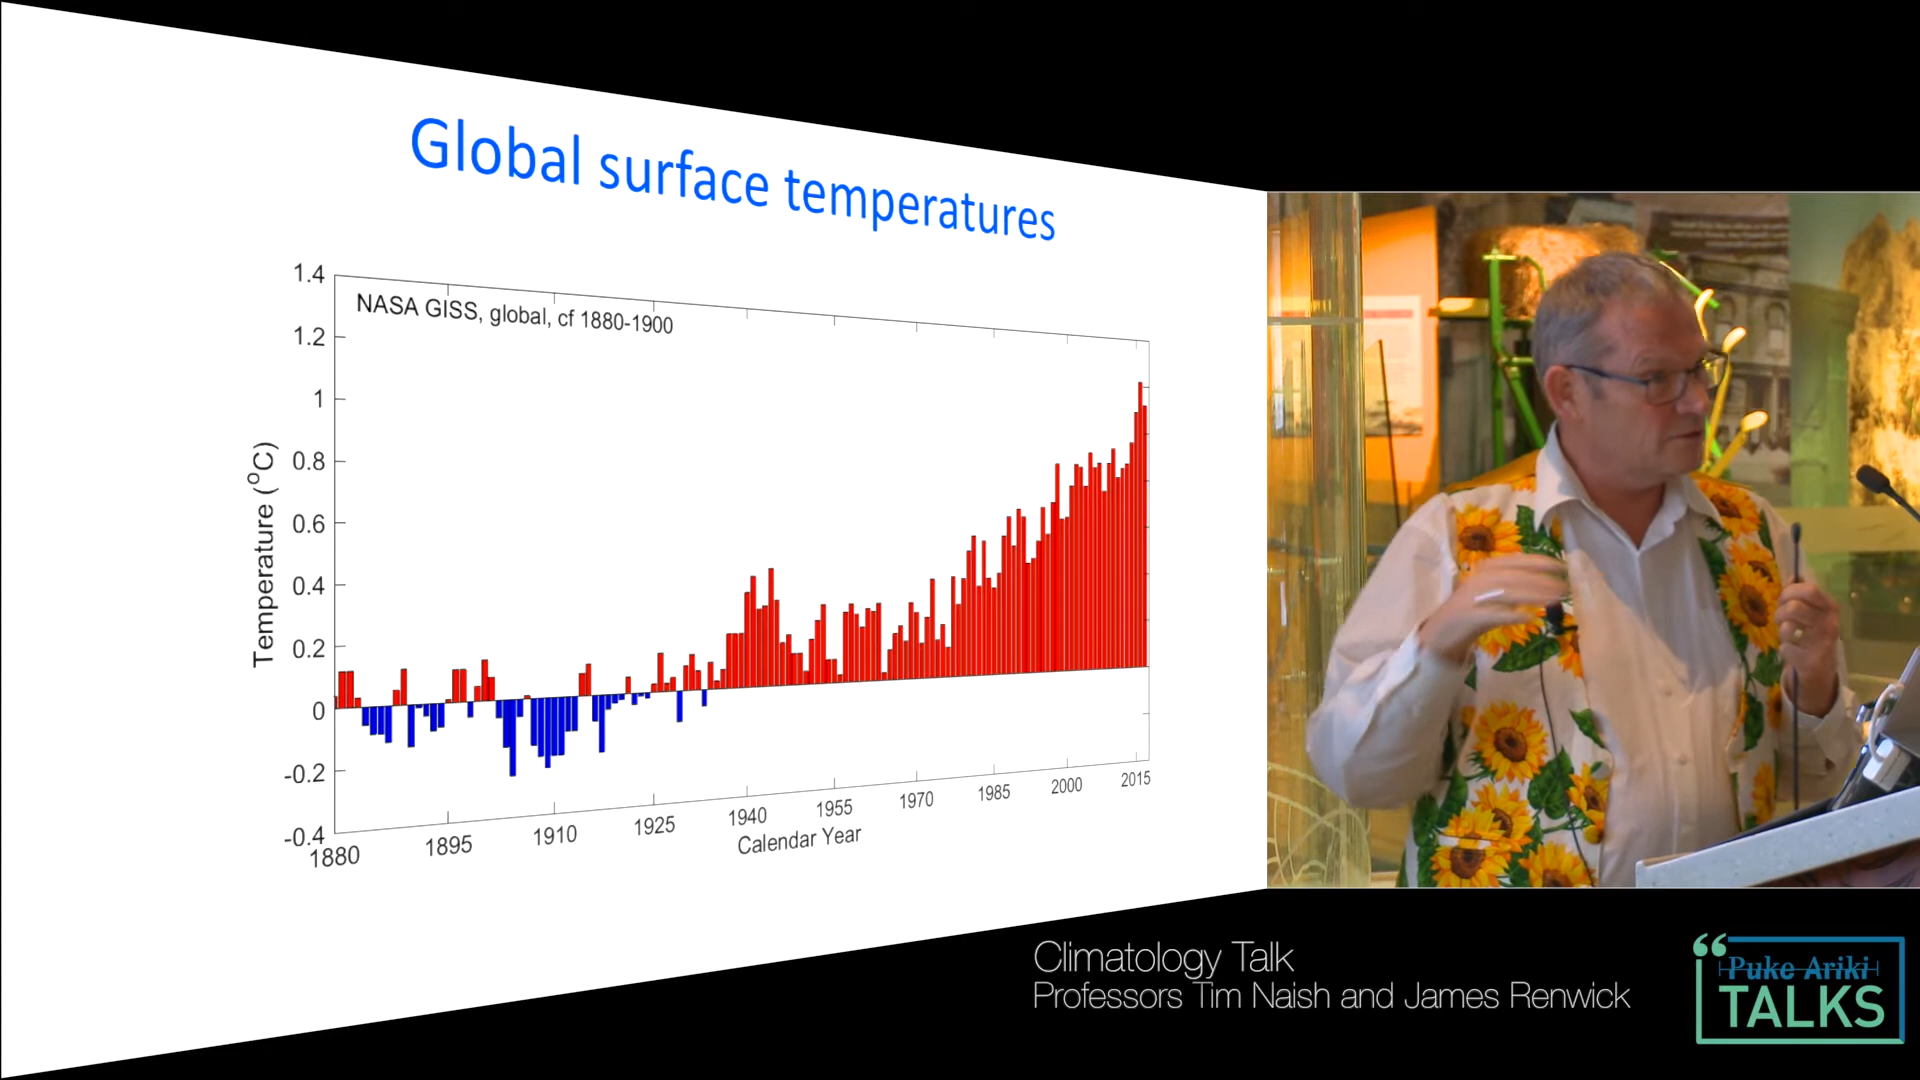 Global surface temperatures
NASA GISS, global, cf 1880-1900
Temperature (°C)
1.4
1.2
1
0.8
0.6
0.4
0.2
0
-0.2
-0.4
1880
1895
1910
1925
1940
1955
1970
1985
2000
2015
Calendar Year
Climatology Talk
Professors Tim Naish and James Renwick
Puke Ariki
TALKS